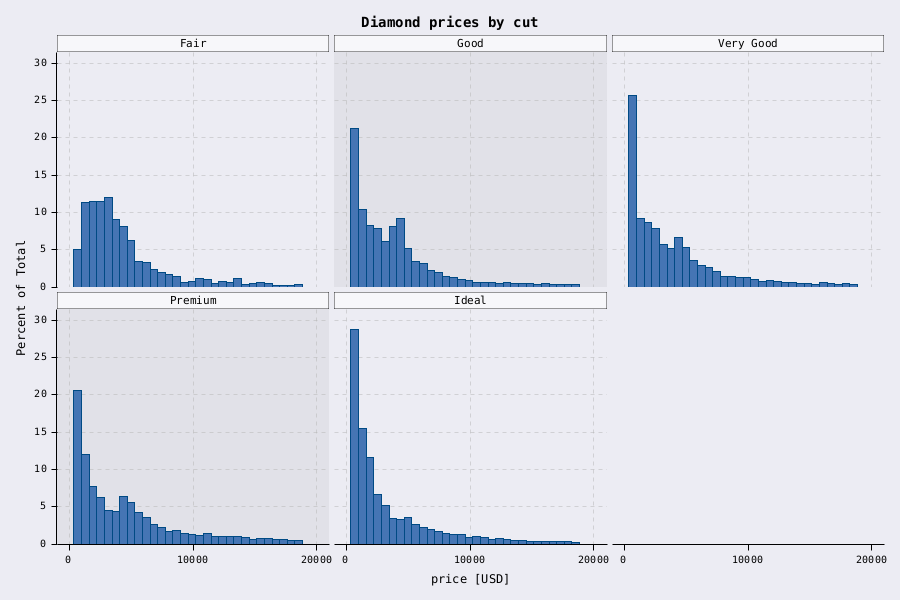 Diamond prices by cut
Fair Good Very Good
30
25
20
15
10
5
0
Premium Ideal
30
25
20
15
10
5
0
0 10000 20000 0 10000 20000 0 10000 20000
Percent of Total
price [USD]